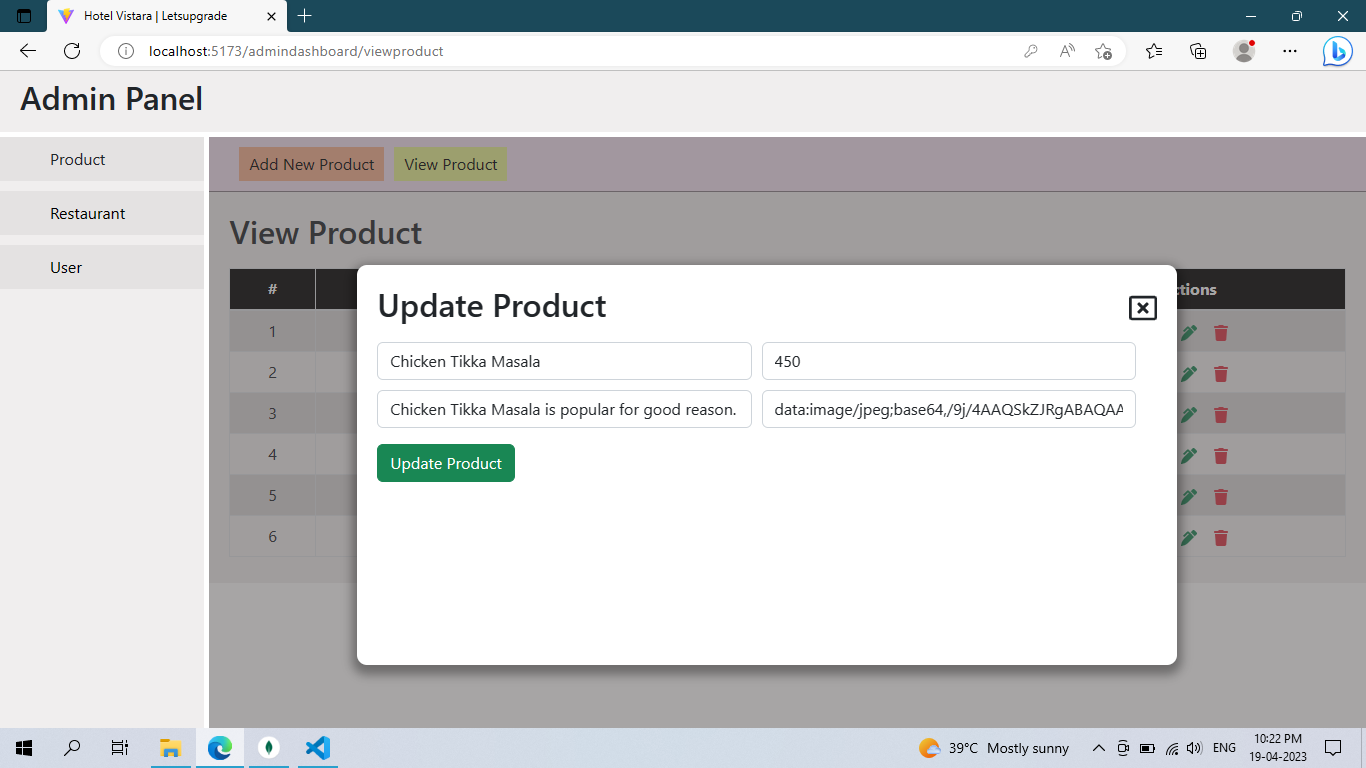 Hotel Vistara | Letsupgrade
localhost:5173/admindashboard/viewproduct
Admin Panel
Product
Restaurant
User
Add New Product
View Product
View Product
#
ctions
1
2
3
4
5
6
Update Product
Chicken Tikka Masala
450
Chicken Tikka Masala is popular for good reason.
data:image/jpeg;base64,/9j/4AAQSkZJRgABAQAA
Update Product
39°C Mostly sunny
ENG
10:22 PM
19-04-2023